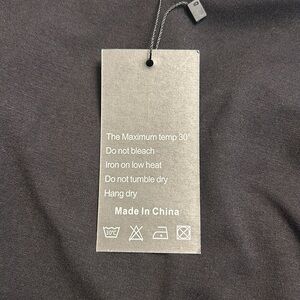 The Maximum temp 30°
Do not bleach
Iron on low heat
Do not tumble dry
Hang dry
Made In China
30°C